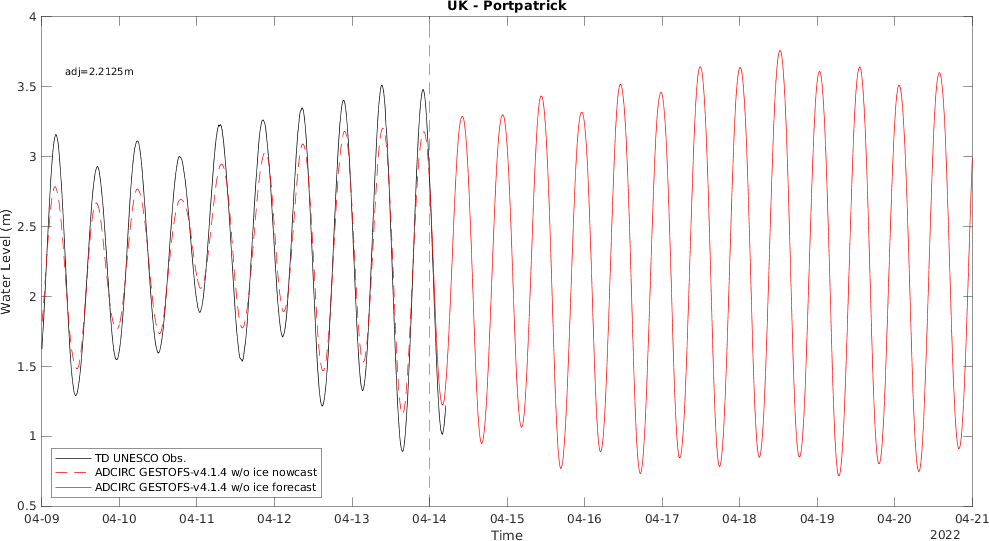 UK - Portpatrick
4
adj=2.2125m
3.5
3
2.5
2
1.5
1
0.5
Water Level (m)
TD UNESCO Obs.
ADCIRC GESTOFS-v4.1.4 w/o ice nowcast
ADCIRC GESTOFS-v4.1.4 w/o ice forecast
04-09 04-10 04-11 04-12 04-13 04-14 04-15 04-16 04-17 04-18 04-19 04-20 04-21
Time
2022